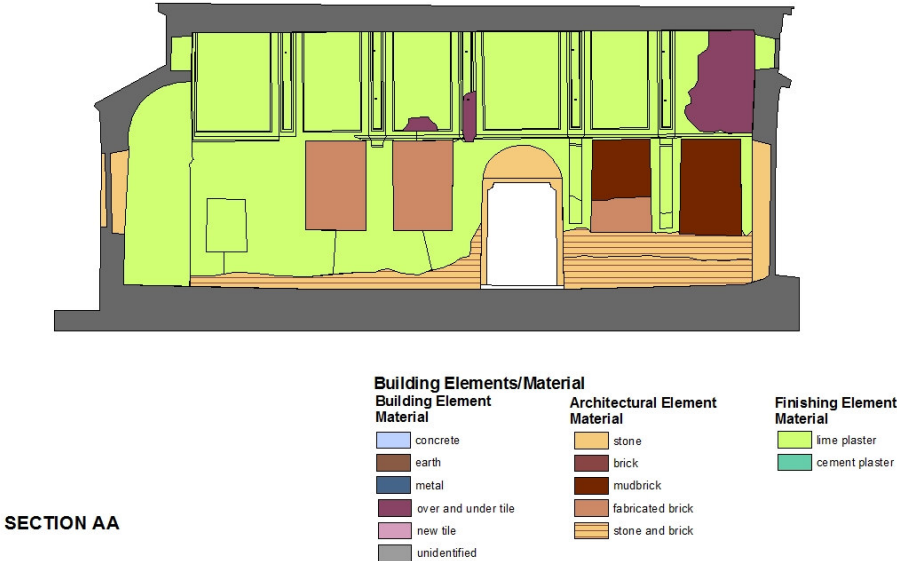 Building Elements/Material
Building Element
Material
concrete
earth
metal
over and under tile
new tile
unidentified
Architectural Element
Material
stone
brick
mudbrick
fabricated brick
stone and brick
Finishing Element
Material
lime plaster
cement plaster
SECTION AA